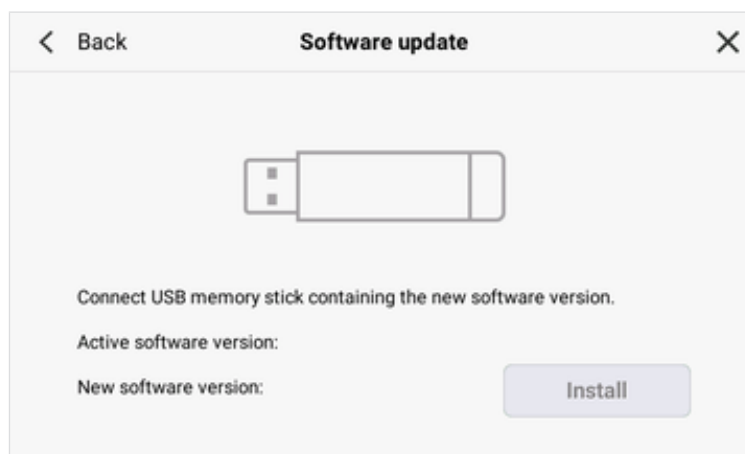 Back
Software update
Connect USB memory stick containing the new software version.
Active software version:
New software version:
Install